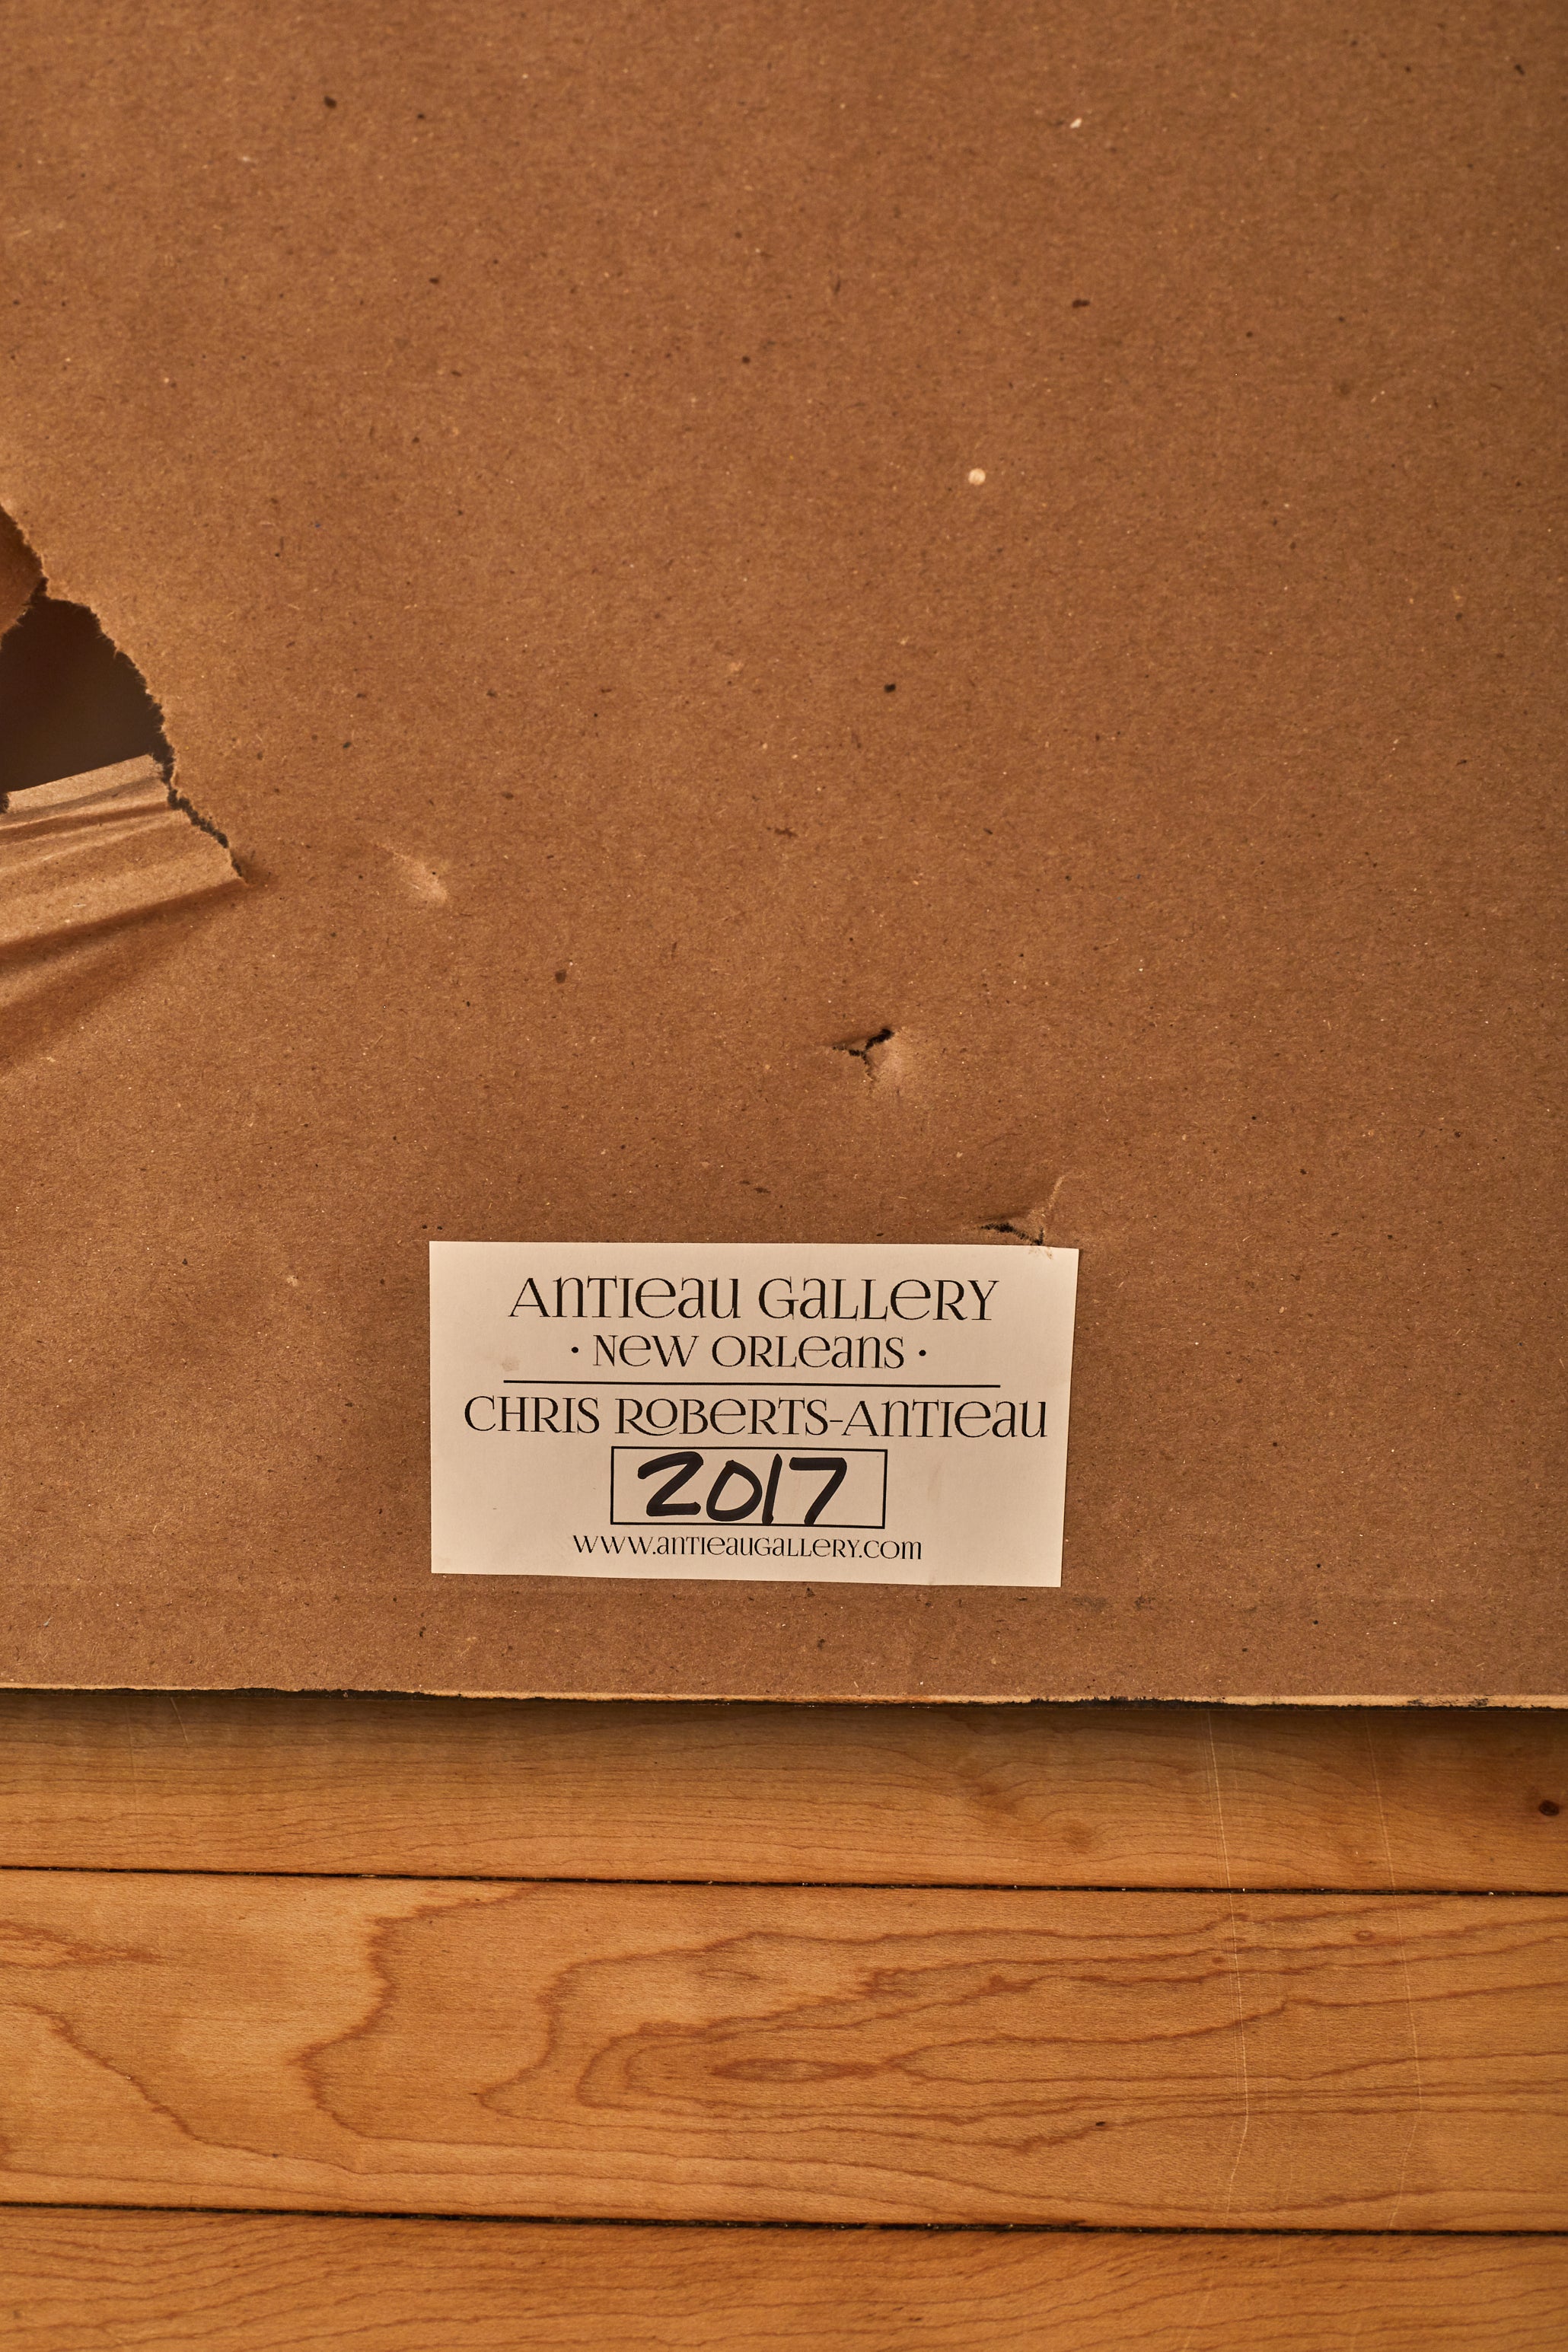 ANTIEAU GALLERY
· NEW ORLEANS ·
CHRIS ROBERTS-ANTIEAU
2017
WWW.ANTIEAUGALLERY.COM